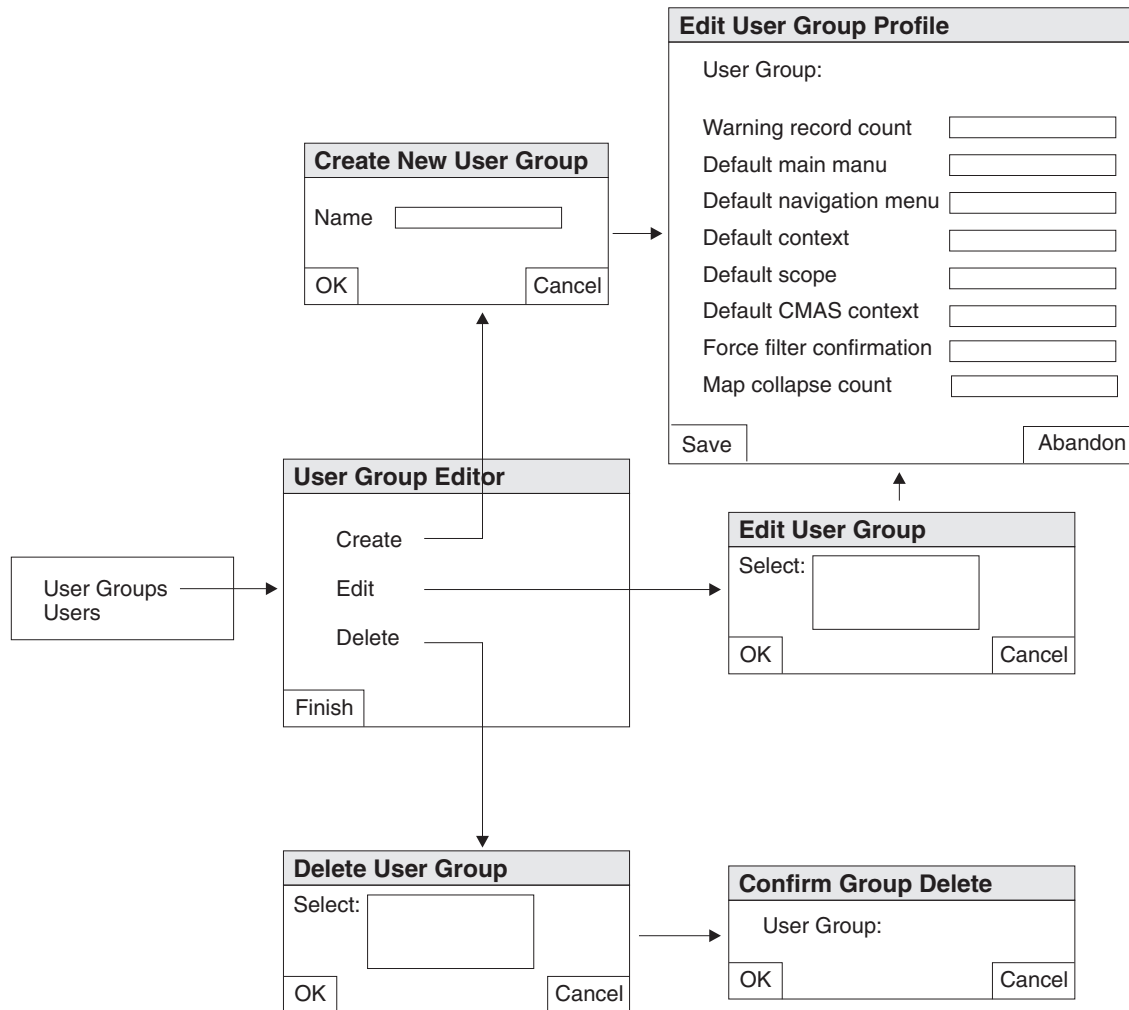 Edit User Group Profile
User Group:
Warning record count
Default main manu
Default navigation menu
Default context
Default scope
Default CMAS context
Force filter confirmation
Map collapse count
Save
Abandon
Create New User Group
Name
OK
Cancel
User Group Editor
Create
Edit
Delete
Finish
User Groups
Users
Edit User Group
Select:
OK
Cancel
Delete User Group
Select:
OK
Cancel
Confirm Group Delete
User Group:
OK
Cancel